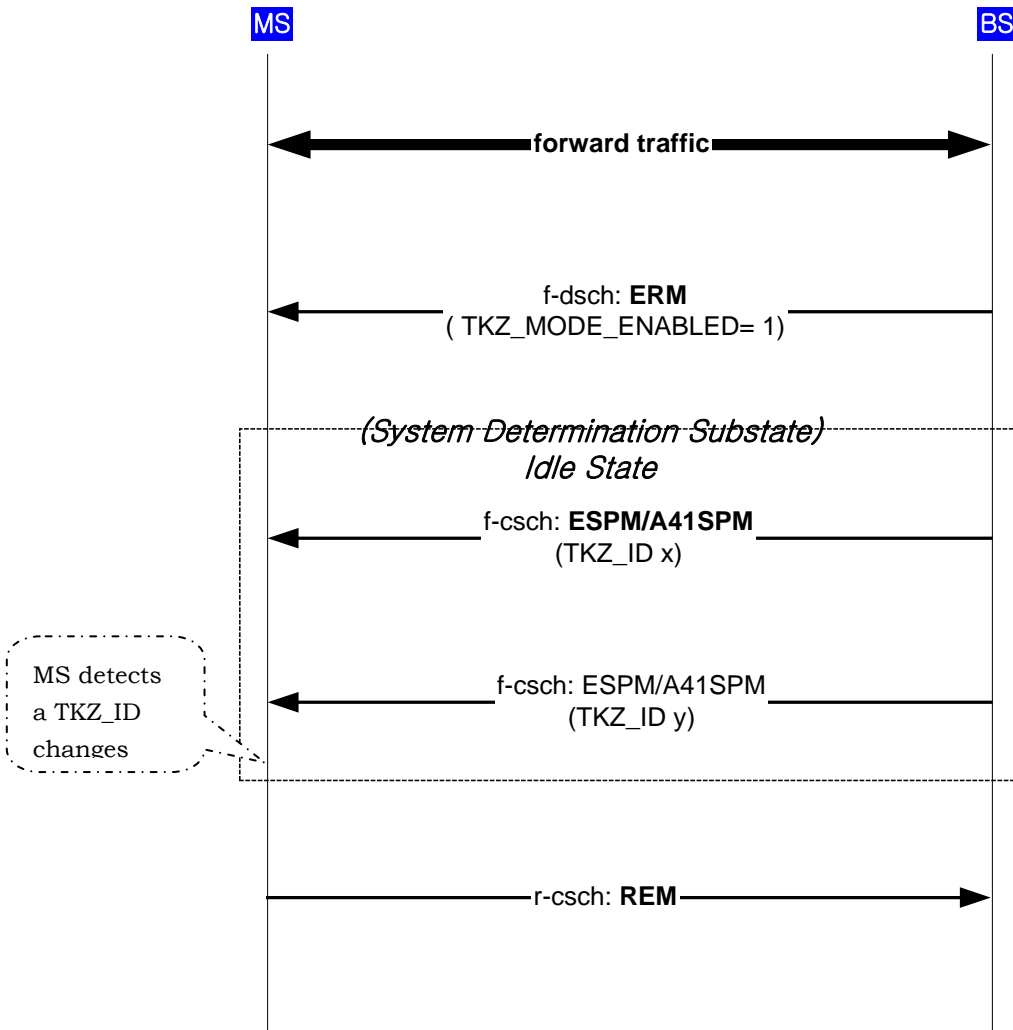 MS
BS
forward traffic
f-dsch: ERM
( TKZ_MODE_ENABLED= 1)
(System Determination Substate)
Idle State
f-csch: ESPM/A41SPM
(TKZ_ID x)
f-csch: ESPM/A41SPM
(TKZ_ID y)
MS detects
a TKZ_ID
changes
r-csch: REM